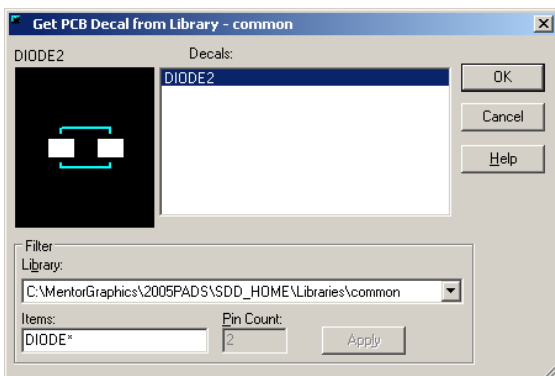 Get PCB Decal from Library - common
DIODE2
Decals:
DIODE2
OK
Cancel
Help
Filter
Library:
C:\MentorGraphics\2005PADS\SDD_HOME\Libraries\common
Items:
Pin Count:
DIODE*
2
Apply